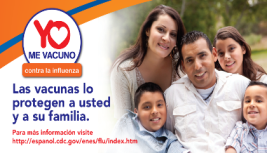 YO
ME VACUNO
contra la influenza
Las vacunas lo
protegen a usted
y a su familia.
Para más información visite
http://espanol.cdc.gov/enes/flu/index.htm